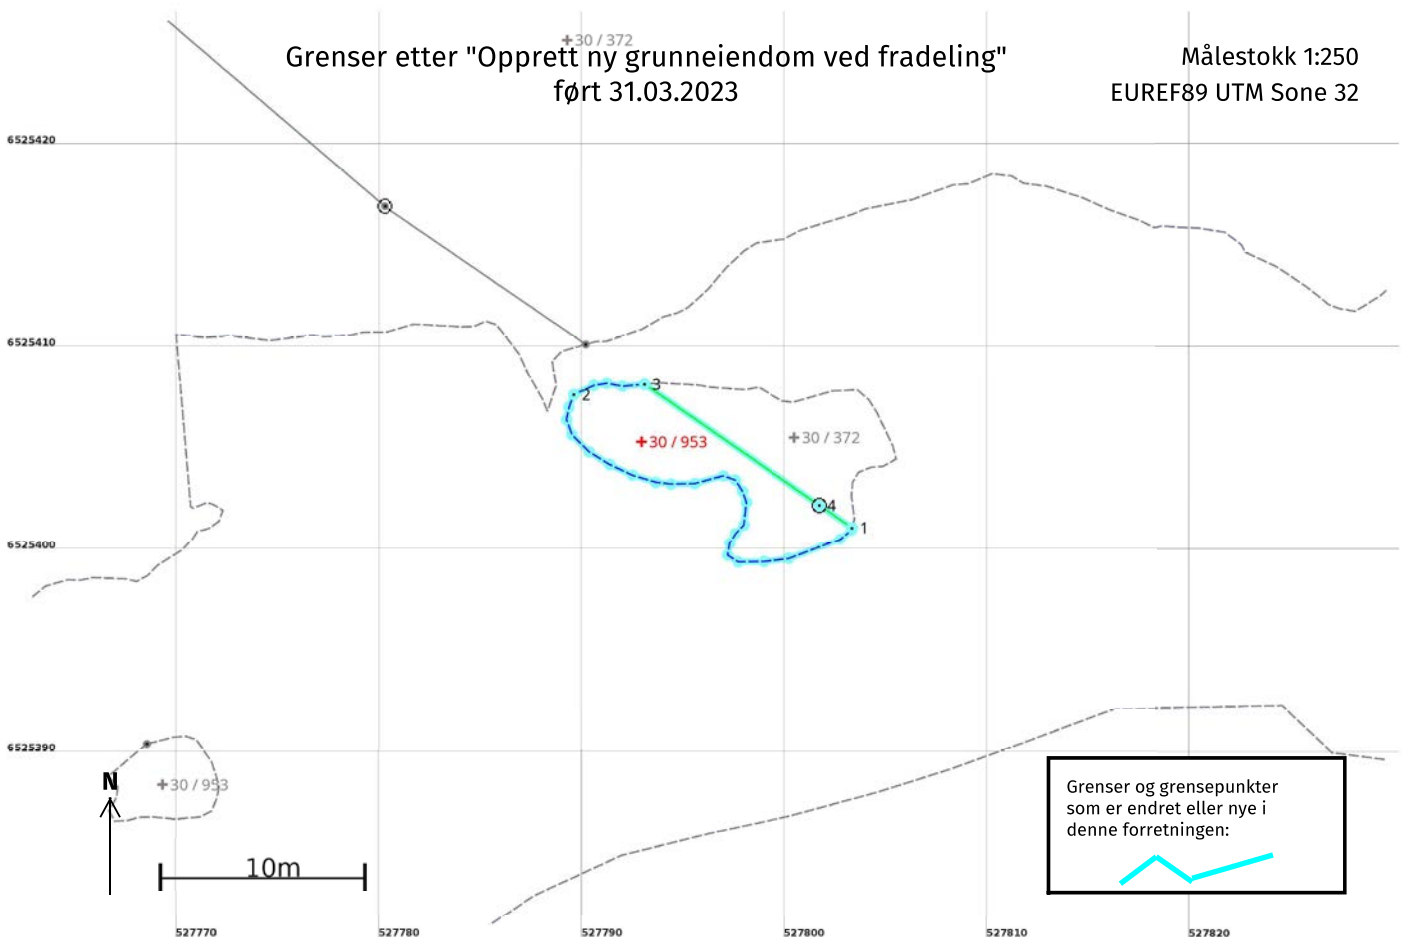 30 / 372
Grenser etter "Opprett ny grunneiendom ved fradeling"
ført 31.03.2023
Målestokk 1:250
EUREF89 UTM Sone 32
6525420
6525410
3
2
30 / 953
30 / 372
4
1
6525400
6525390
N
30 / 953
10m
Grenser og grensepunkter
som er endret eller nye i
denne forretningen:
527770
527780
527790
527800
527810
527820